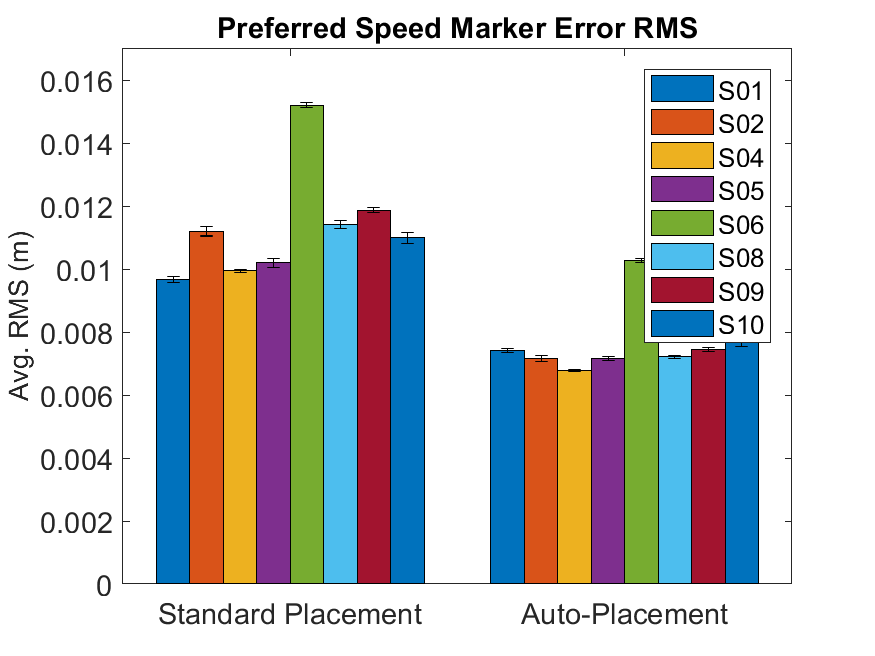 Preferred Speed Marker Error RMS
Avg. RMS (m)
0.016
0.014
0.012
0.01
0.008
0.006
0.004
0.002
0
Standard Placement
Auto-Placement
S01
S02
S04
S05
S06
S08
S09
S10